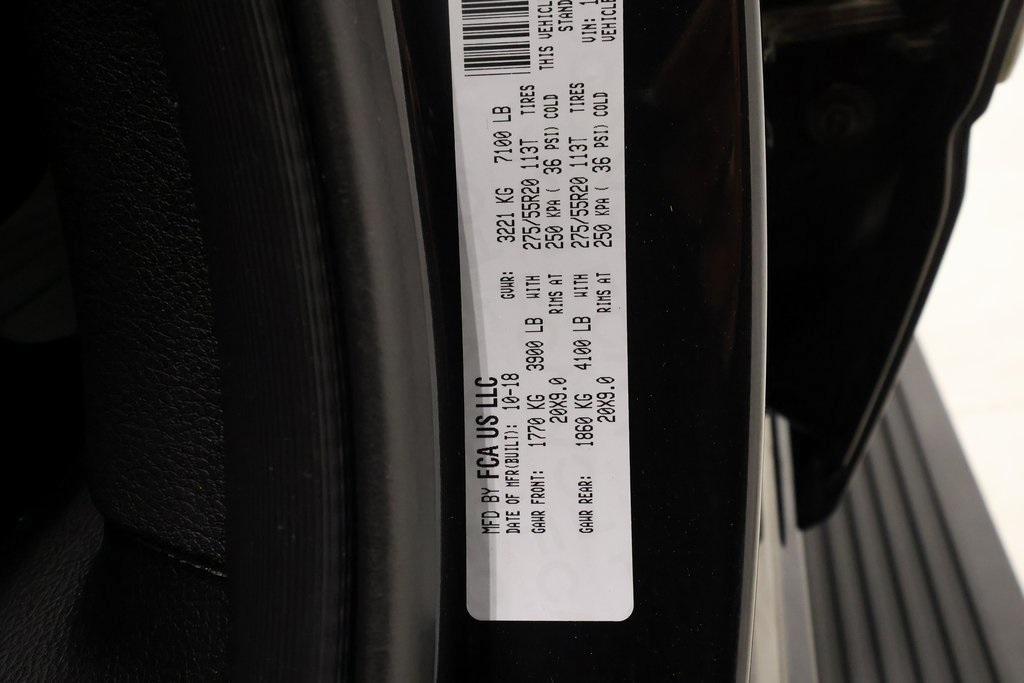 MFD BY FCA US LLC
DATE OF MFR(BUILT): 10-18 GVWR: 3221 KG 7100 LB
GAWR FRONT: 1770 KG 3900 LB WITH 275/55R20 113T TIRES
20X9.0 RIMS AT 250 KPA ( 36 PSI) COLD
GAWR REAR: 1860 KG 4100 LB WITH 275/55R20 113T TIRES
20X9.0 RIMS AT 250 KPA ( 36 PSI) COLD
THIS VEHICLE
STAND
VIN: 1
VEHICLE